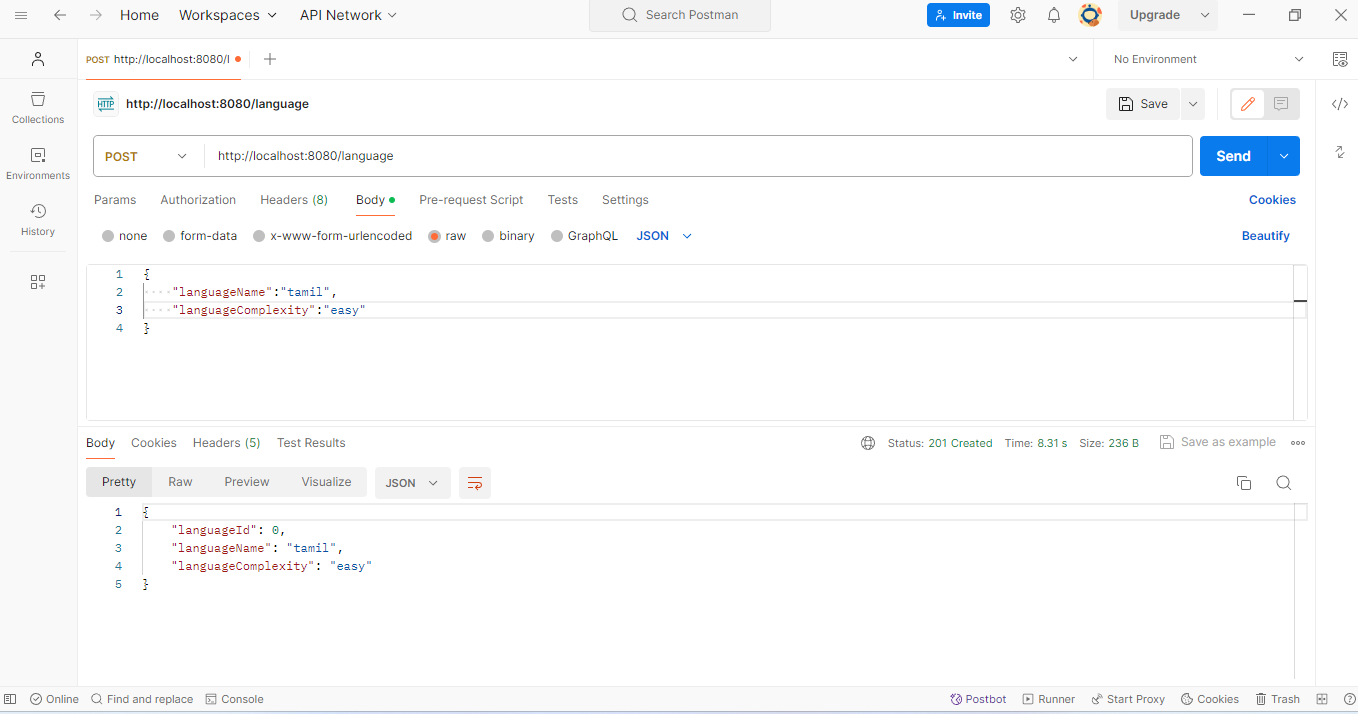 Home Workspaces API Network Search Postman Invite Upgrade
POST http://localhost:8080/l No Environment
HTTP http://localhost:8080/language Save
Collections
POST http://localhost:8080/language Send
Environments
Params Authorization Headers (8) Body Pre-request Script Tests Settings Cookies
History
none form-data x-www-form-urlencoded raw binary GraphQL JSON Beautify
1 {
2 "languageName":"tamil",
3 "languageComplexity":"easy"
4 }
Body Cookies Headers (5) Test Results Status: 201 Created Time: 8.31 s Size: 236 B Save as example
Pretty Raw Preview Visualize JSON
1 {
2 "languageId": 0,
3 "languageName": "tamil",
4 "languageComplexity": "easy"
5 }
Online Find and replace Console Postbot Runner Start Proxy Cookies Trash